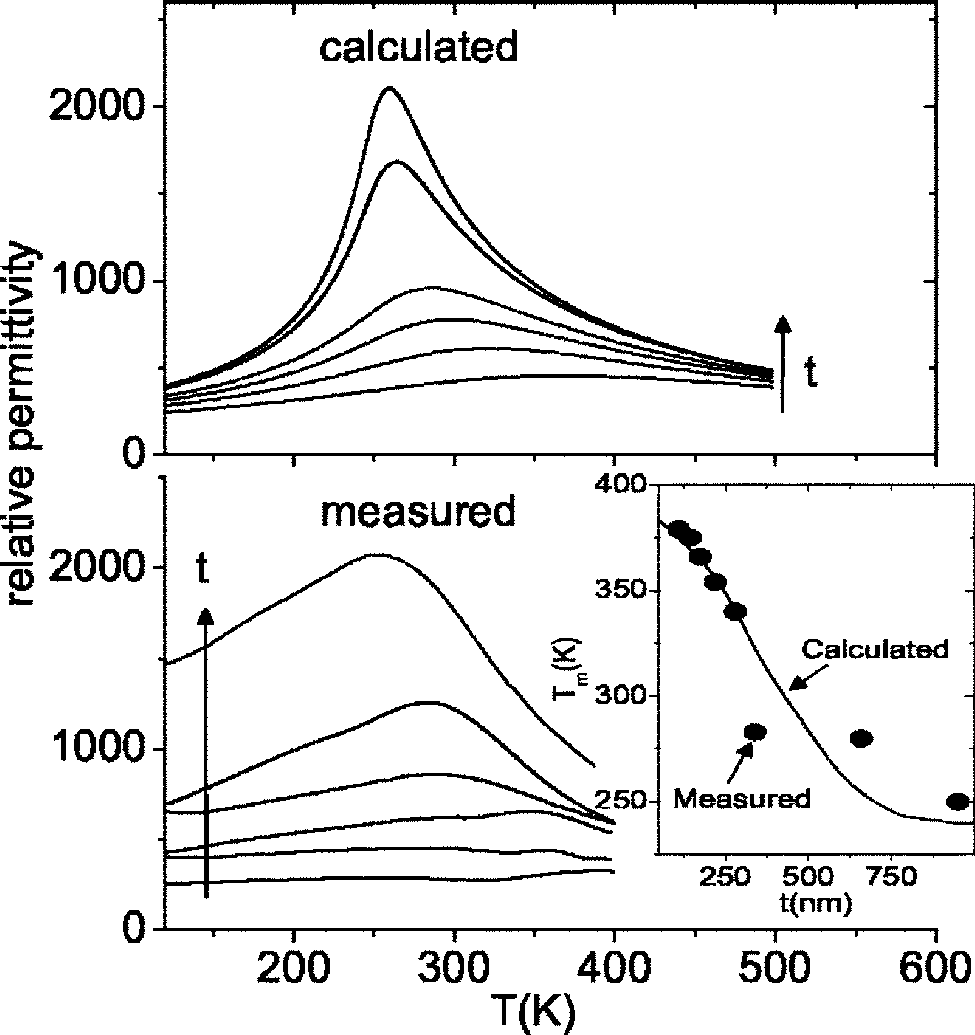 calculated
2000
1000
0
t
relative permittivity
measured
2000
1000
0
t
400
350
300
250
T_m(K)
Calculated
Measured
250 500 750
t(nm)
200 300 400 500 600
T(K)